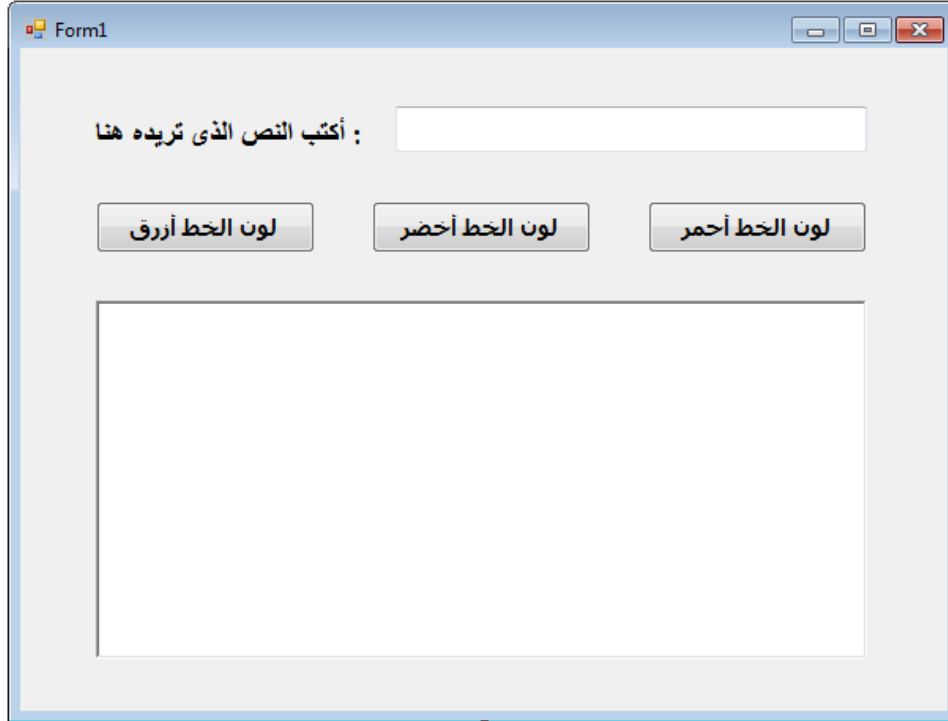 Form1
أكتب النص الذى تريده هنا :
لون الخط أحمر
لون الخط أخضر
لون الخط أزرق